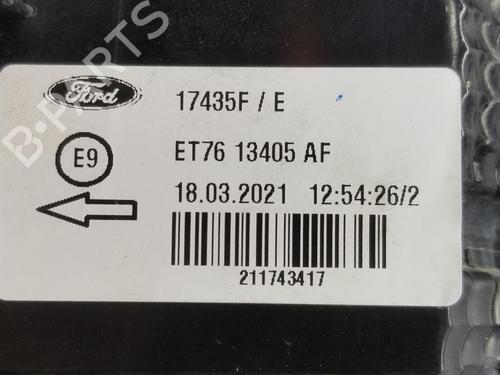 Ford
17435F / E
E9
ET76 13405 AF
18.03.2021 12:54:26/2
211743417
B-PARTS